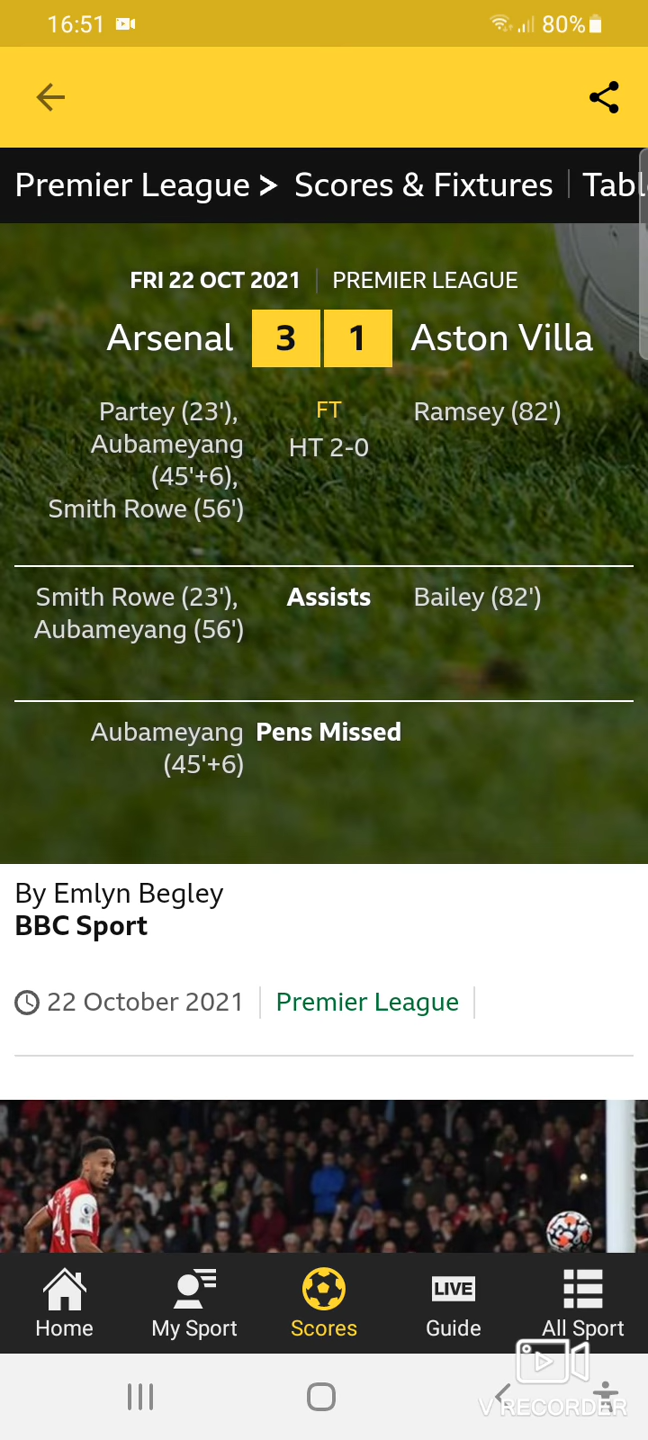 16:51 80%
Premier League > Scores & Fixtures Tabl
FRI 22 OCT 2021 PREMIER LEAGUE
Arsenal 3 1 Aston Villa
Partey (23'), FT Ramsey (82')
Aubameyang HT 2-0
(45'+6),
Smith Rowe (56')
Smith Rowe (23'), Assists Bailey (82')
Aubameyang (56')
Aubameyang Pens Missed
(45'+6)
By Emlyn Begley
BBC Sport
22 October 2021 Premier League
LIVE
Home My Sport Scores Guide All Sport
V RECORDER